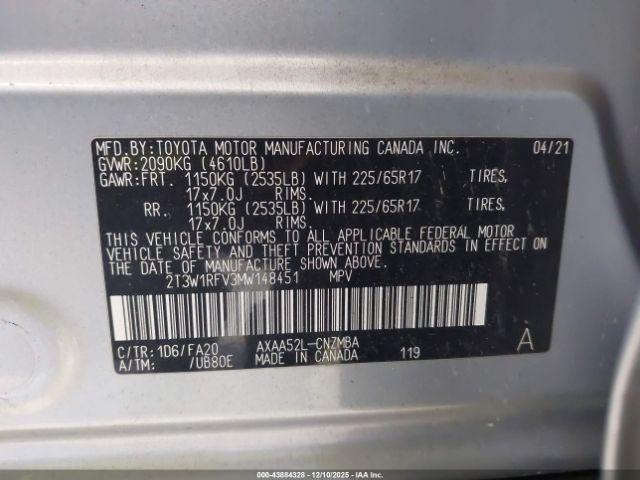 MFD.BY:TOYOTA MOTOR MANUFACTURING CANADA INC. 04/21
GVWR:2090KG (4610LB)
GAWR:FRT. 1150KG (2535LB) WITH 225/65R17 TIRES,
17x7.0J RIMS.
RR. 1150KG (2535LB) WITH 225/65R17 TIRES,
17x7.0J RIMS.
THIS VEHICLE CONFORMS TO ALL APPLICABLE FEDERAL MOTOR
VEHICLE SAFETY AND THEFT PREVENTION STANDARDS IN EFFECT ON
THE DATE OF MANUFACTURE SHOWN ABOVE.
2T3W1RFV3MW148451 MPV
C/TR:1D6/FA20 AXAA52L-CNZMBA A
A/TM: /UB80E MADE IN CANADA 119
000-43884328 - 12/10/2025 - IAAI.COM